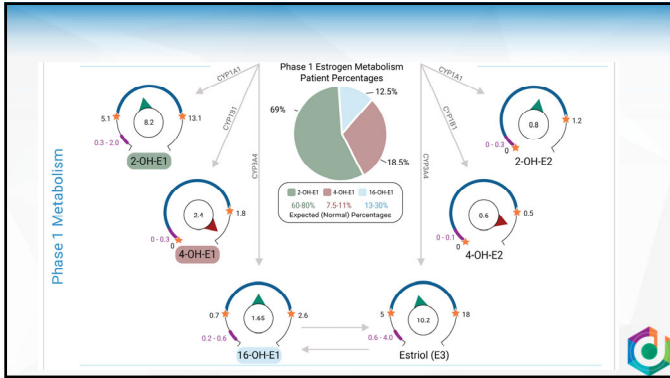 Phase 1 Estrogen Metabolism
Patient Percentages
12.5%
69%
18.5%
2-OH-E1 4-OH-E1 16-OH-E1
60-80% 7.5-11% 13-30%
Expected (Normal) Percentages
Phase 1 Metabolism
CYP1A1
CYP1B1
CYP3A4
5.1
8.2
13.1
0.3 - 2.0
2-OH-E1
2.4
1.8
0 - 0.3
0
4-OH-E1
0.7
1.65
2.6
0.2 - 0.6
16-OH-E1
CYP1A1
CYP1B1
CYP3A4
0.8
1.2
0 - 0.3
0
2-OH-E2
0.6
0.5
0 - 0.1
0
4-OH-E2
5
10.2
18
0.6 - 4.0
Estriol (E3)